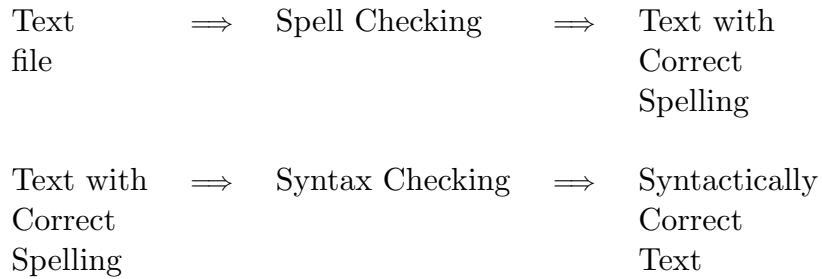 Text ⟹ Spell Checking ⟹ Text with
file Correct
Spelling
Text with ⟹ Syntax Checking ⟹ Syntactically
Correct Correct
Spelling Text